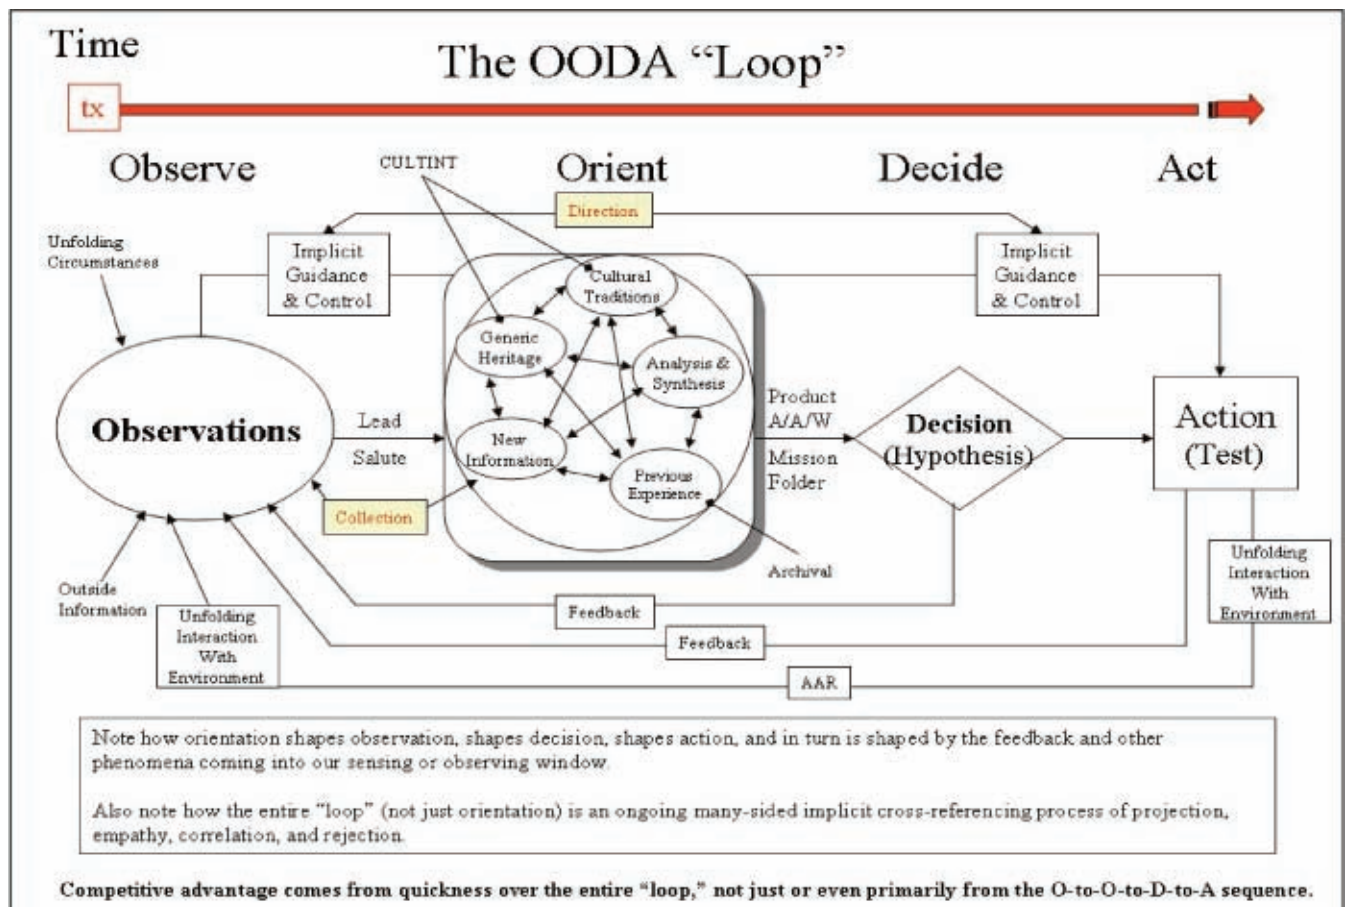 Time
The OODA “Loop”
tx
Observe
Orient
Decide
Act
CULTINT
Direction
Unfolding
Circumstances
Implicit
Guidance
& Control
Implicit
Guidance
& Control
Cultural
Traditions
Generic
Heritage
Analysis &
Synthesis
New
Information
Previous
Experience
Observations
Lead
Salute
Collection
Product
A/A/W
Mission
Folder
Decision
(Hypothesis)
Action
(Test)
Archival
Outside
Information
Unfolding
Interaction
With
Environment
Unfolding
Interaction
With
Environment
Feedback
Feedback
AAR
Note how orientation shapes observation, shapes decision, shapes action, and in turn is shaped by the feedback and other
phenomena coming into our sensing or observing window.
Also note how the entire “loop” (not just orientation) is an ongoing many-sided implicit cross-referencing process of projection,
empathy, correlation, and rejection.
Competitive advantage comes from quickness over the entire “loop,” not just or even primarily from the O-to-O-to-D-to-A sequence.